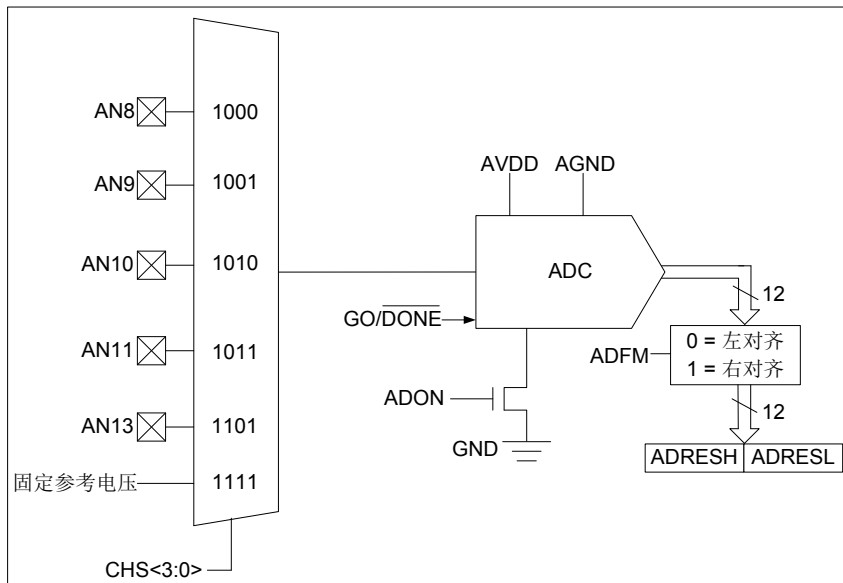 AN8
1000
AN9
1001
AN10
1010
AN11
1011
AN13
1101
固定参考电压
1111
CHS<3:0>
AVDD
AGND
ADC
GO/DONE
ADON
GND
12
ADFM
0 = 左对齐
1 = 右对齐
12
ADRESH
ADRESL